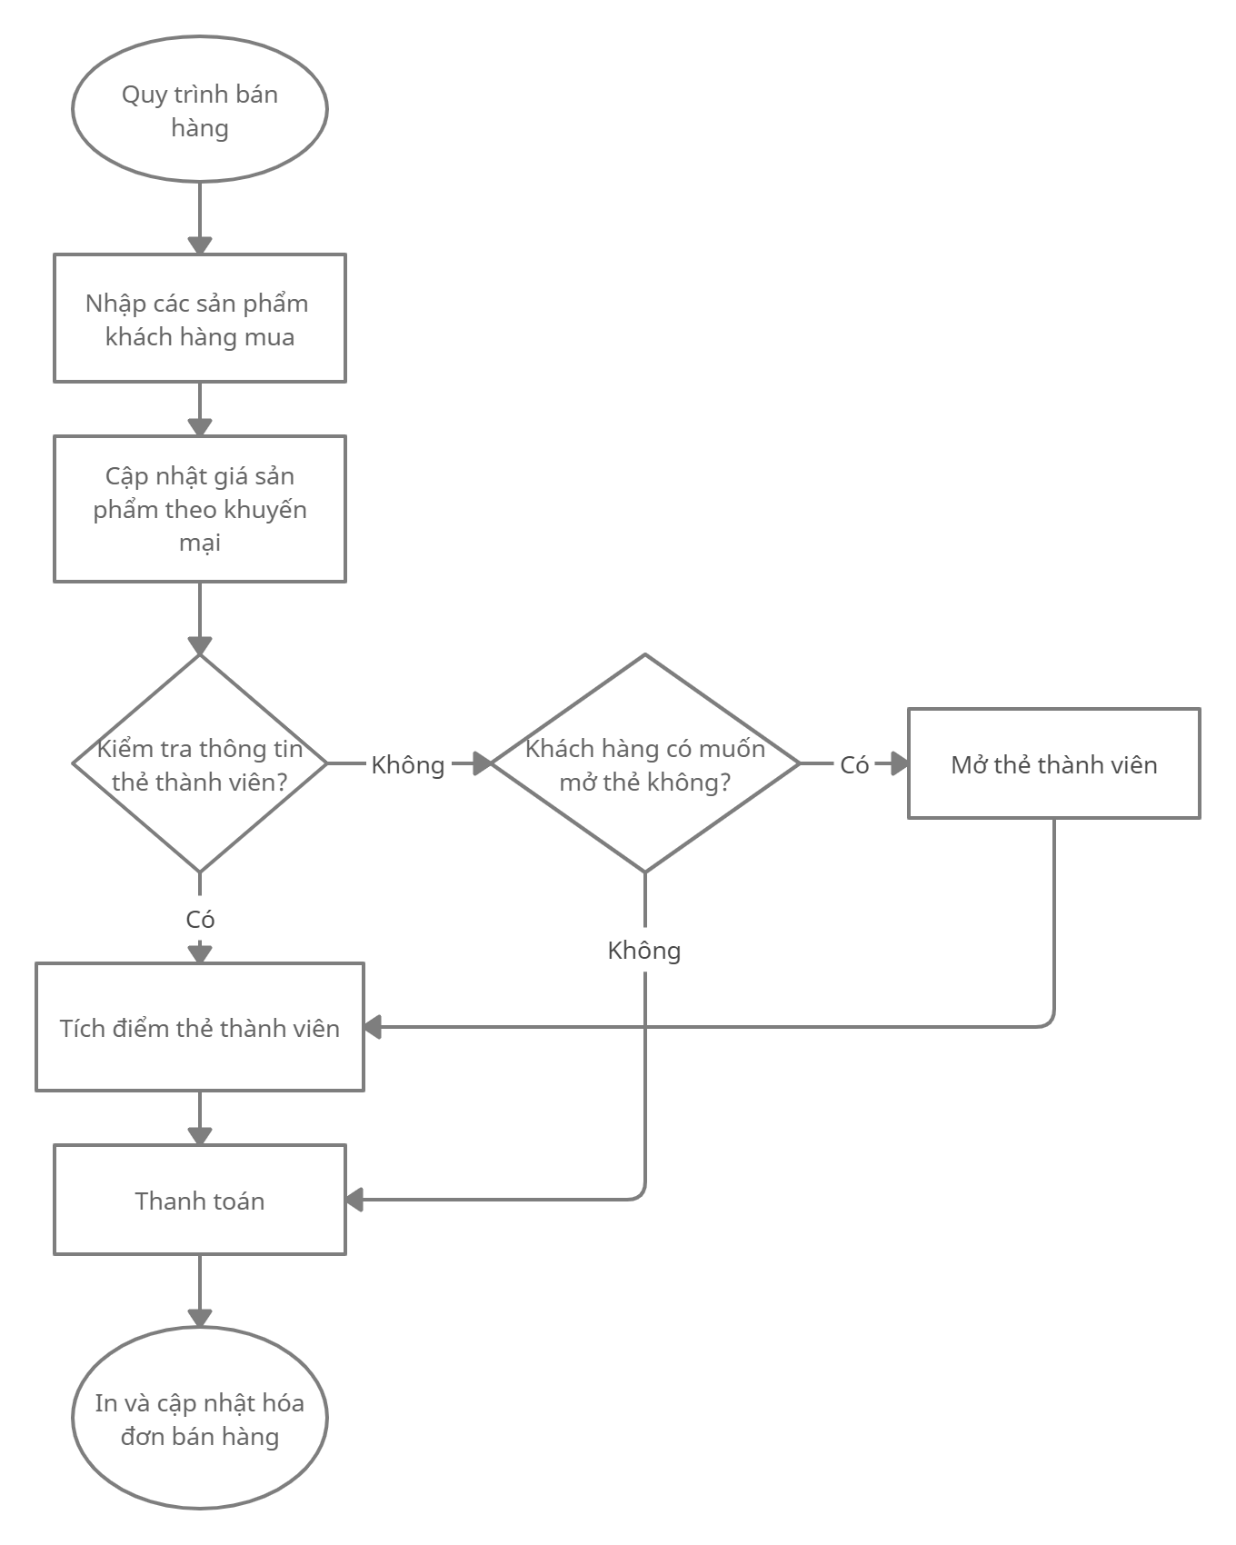 Quy trình bán
hàng
Nhập các sản phẩm
khách hàng mua
Cập nhật giá sản
phẩm theo khuyến
mại
Kiểm tra thông tin
thẻ thành viên?
Không
Khách hàng có muốn
mở thẻ không?
Có
Mở thẻ thành viên
Có
Không
Tích điểm thẻ thành viên
Thanh toán
In và cập nhật hóa
đơn bán hàng